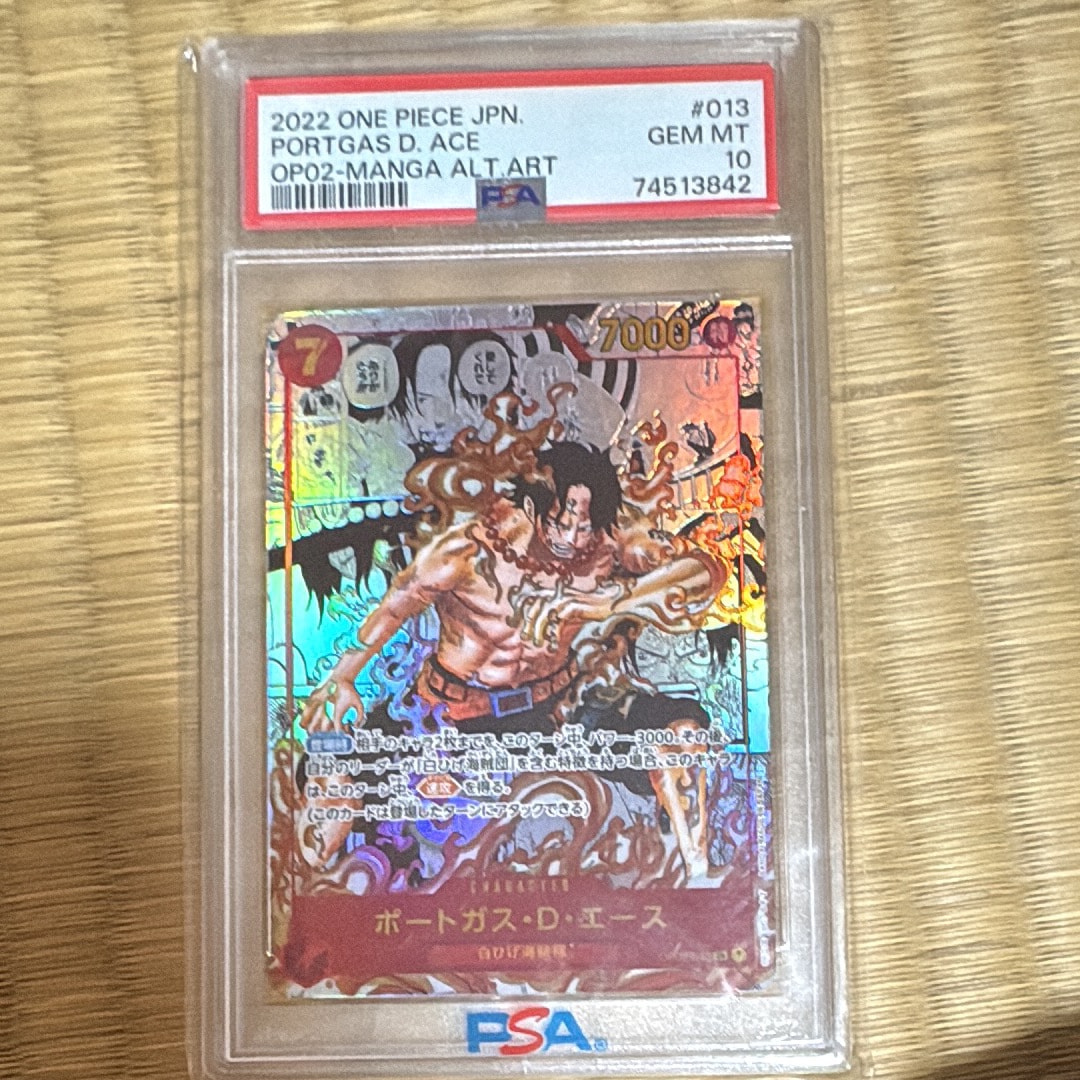 2022 ONE PIECE JPN.
#013
PORTGAS D. ACE
GEM MT
OP02-MANGA ALT.ART
10
74513842
PSA
7
7000
登場時 相手のキャラ2枚までを、このターン中、パワー-3000。その後、
自分のリーダーが「白ひげ海賊団」を含む特徴を持つ場合、このキャラ
は、このターン中、速攻を得る。
(このカードは登場したターンにアタックできる)
CHARACTER
ポートガス・D・エース
白ひげ海賊団
PSA